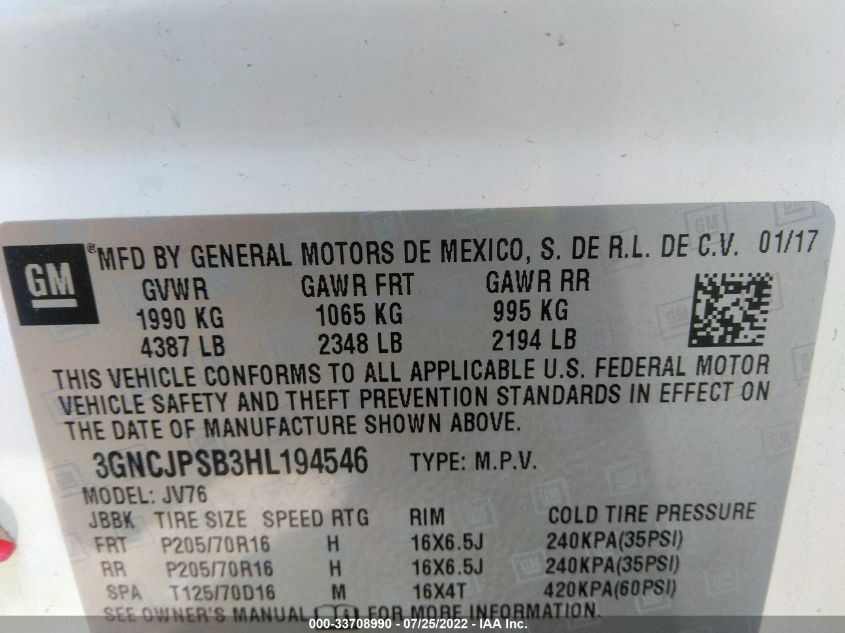 GM ®MFD BY GENERAL MOTORS DE MEXICO, S. DE R.L. DE C.V. 01/17
GVWR GAWR FRT GAWR RR
1990 KG 1065 KG 995 KG
4387 LB 2348 LB 2194 LB
THIS VEHICLE CONFORMS TO ALL APPLICABLE U.S. FEDERAL MOTOR
VEHICLE SAFETY AND THEFT PREVENTION STANDARDS IN EFFECT ON
THE DATE OF MANUFACTURE SHOWN ABOVE.
3GNCJPSB3HL194546 TYPE: M.P.V.
MODEL: JV76
JBBK TIRE SIZE SPEED RTG RIM COLD TIRE PRESSURE
FRT P205/70R16 H 16X6.5J 240KPA(35PSI)
RR P205/70R16 H 16X6.5J 240KPA(35PSI)
SPA T125/70D16 M 16X4T 420KPA(60PSI)
SEE OWNER'S MANUAL FOR MORE INFORMATION.
000-33708990 - 07/25/2022 - IAA Inc.